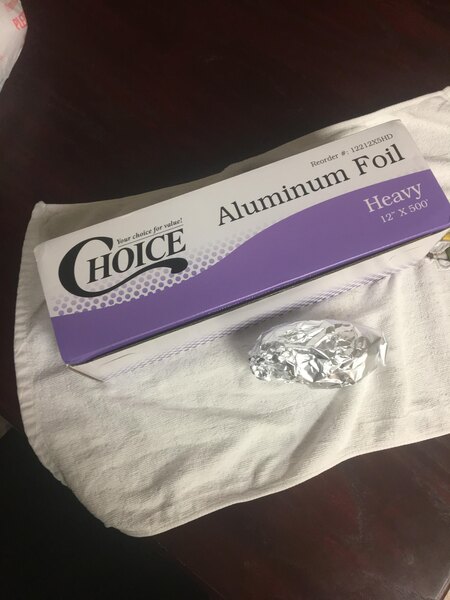 Reorder #: 12212X5HD
Aluminum Foil
Heavy
12" X 500'
Your choice for value!
CHOICE